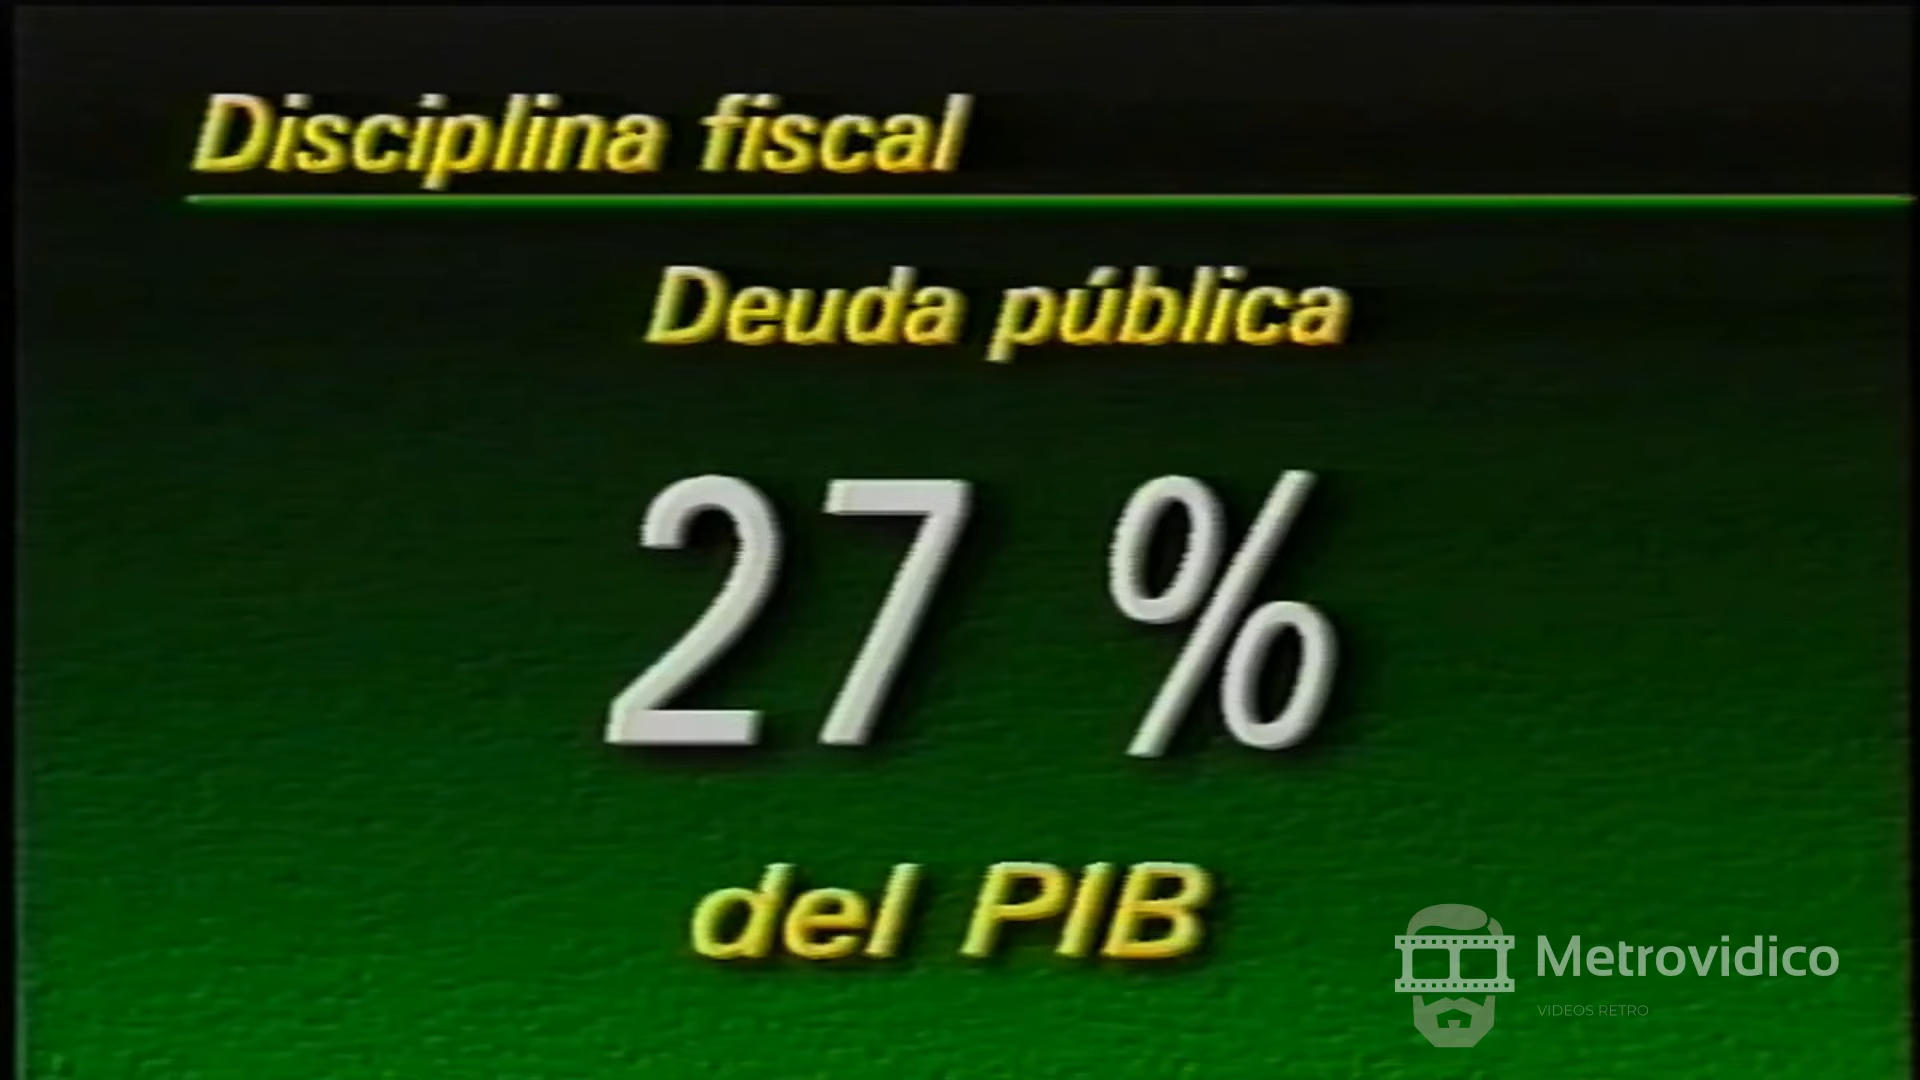 Disciplina fiscal
Deuda pública
27 %
del PIB
Metrovidico
VIDEOS RETRO